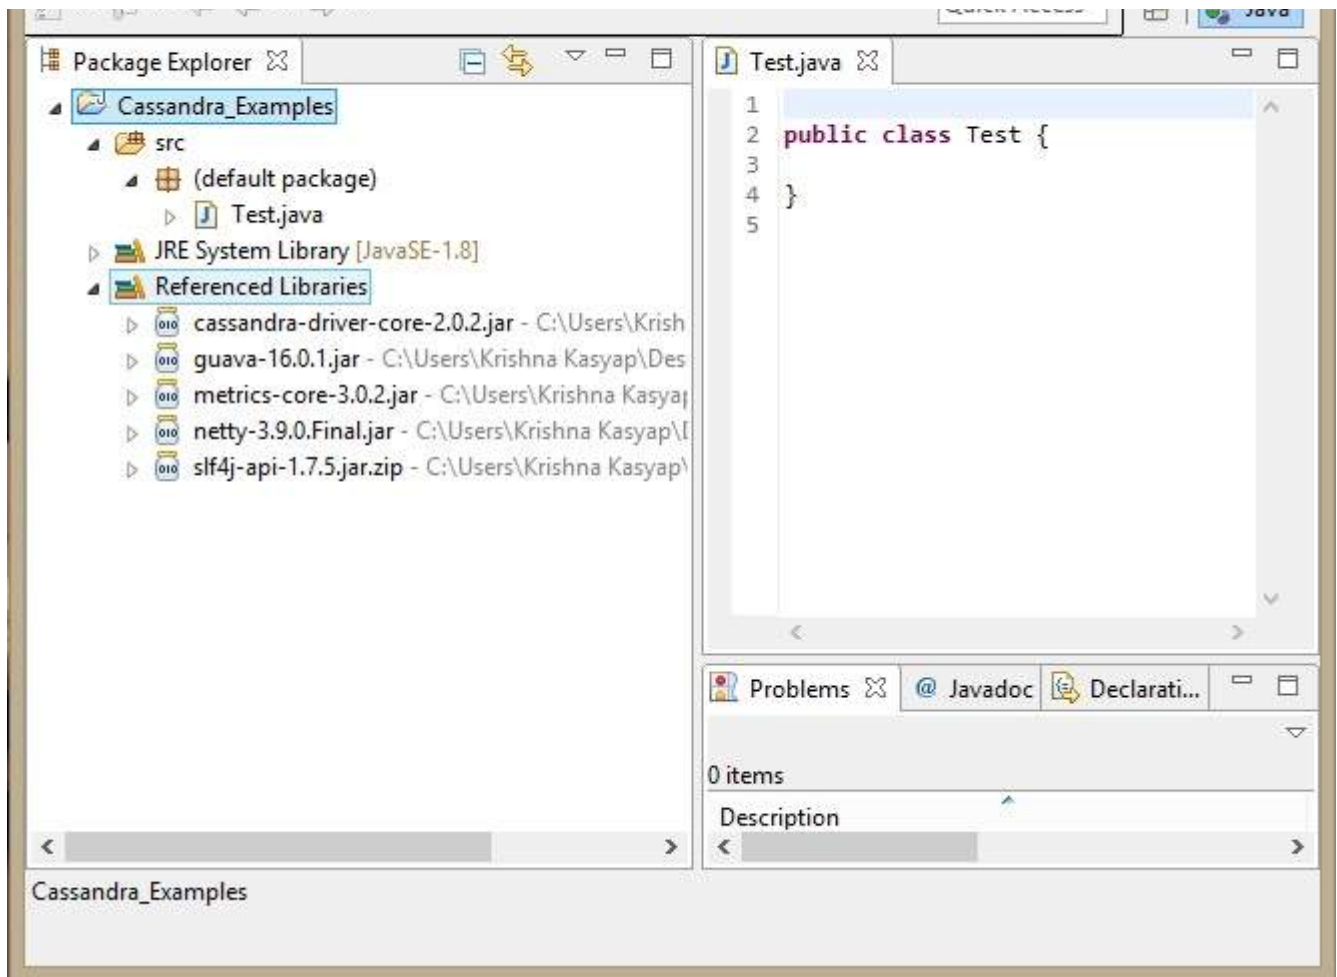 Quick Access
Java
Package Explorer
Cassandra_Examples
src
(default package)
Test.java
JRE System Library [JavaSE-1.8]
Referenced Libraries
cassandra-driver-core-2.0.2.jar - C:\Users\Krish
guava-16.0.1.jar - C:\Users\Krishna Kasyap\Des
metrics-core-3.0.2.jar - C:\Users\Krishna Kasyap
netty-3.9.0.Final.jar - C:\Users\Krishna Kasyap\
slf4j-api-1.7.5.jar.zip - C:\Users\Krishna Kasyap\
Test.java
1
2 public class Test {
3
4 }
5
Problems
@ Javadoc
Declarati...
0 items
Description
Cassandra_Examples